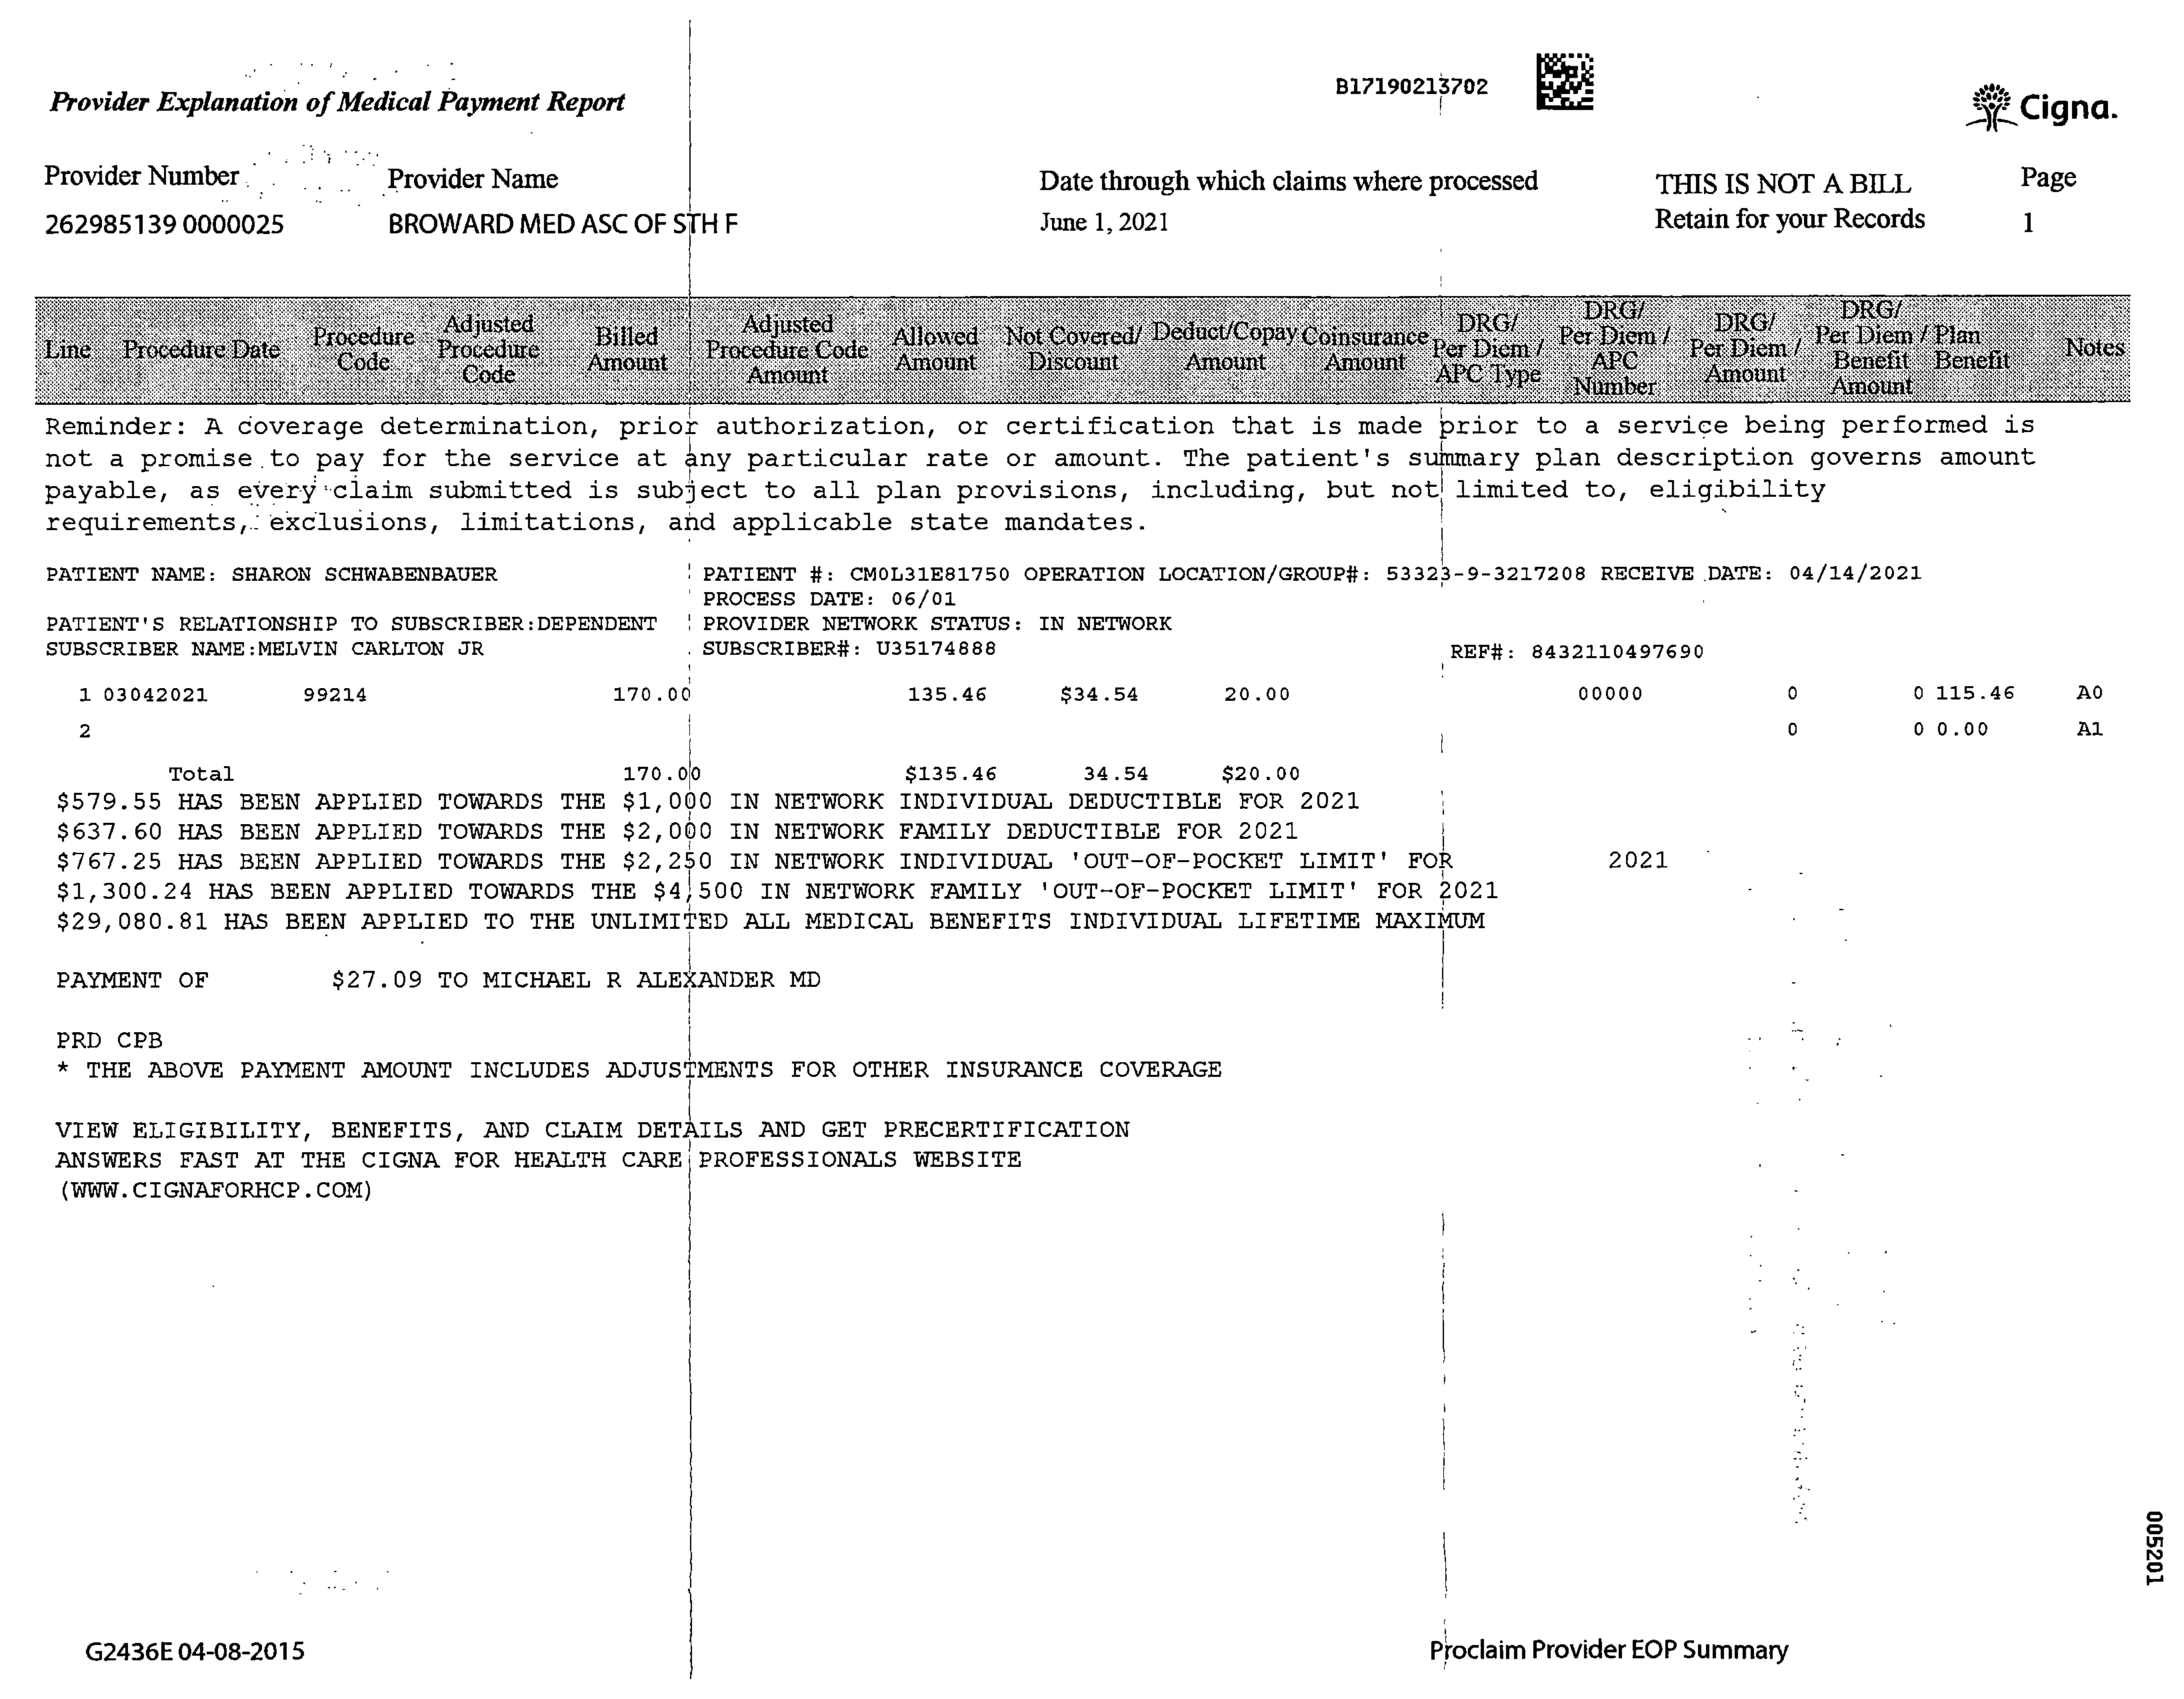 B17190213702
Provider Explanation of Medical Payment Report
Cigna.
Provider Number Provider Name Date through which claims where processed THIS IS NOT A BILL Page
262985139 0000025 BROWARD MED ASC OF STH F June 1, 2021 Retain for your Records 1
Line Procedure Date Procedure Code Adjusted Procedure Code Billed Amount Adjusted Procedure Code Amount Allowed Amount Not Covered/ Discount Deduct/Copay Amount Coinsurance Amount DRG/ Per Diem / APC Type DRG/ Per Diem / APC Number DRG/ Per Diem / Amount DRG/ Per Diem / Benefit Amount Plan Benefit Notes
Reminder: A coverage determination, prior authorization, or certification that is made prior to a service being performed is
not a promise to pay for the service at any particular rate or amount. The patient's summary plan description governs amount
payable, as every claim submitted is subject to all plan provisions, including, but not limited to, eligibility
requirements, exclusions, limitations, and applicable state mandates.
PATIENT NAME: SHARON SCHWABENBAUER PATIENT #: CM0L31E81750 OPERATION LOCATION/GROUP#: 53323-9-3217208 RECEIVE DATE: 04/14/2021
PROCESS DATE: 06/01
PATIENT'S RELATIONSHIP TO SUBSCRIBER:DEPENDENT PROVIDER NETWORK STATUS: IN NETWORK
SUBSCRIBER NAME:MELVIN CARLTON JR SUBSCRIBER#: U35174888 REF#: 8432110497690
1 03042021 99214 170.00 135.46 $34.54 20.00 00000 0 0 115.46 A0
2 0 0 0.00 A1
Total 170.00 $135.46 34.54 $20.00
$579.55 HAS BEEN APPLIED TOWARDS THE $1,000 IN NETWORK INDIVIDUAL DEDUCTIBLE FOR 2021
$637.60 HAS BEEN APPLIED TOWARDS THE $2,000 IN NETWORK FAMILY DEDUCTIBLE FOR 2021
$767.25 HAS BEEN APPLIED TOWARDS THE $2,250 IN NETWORK INDIVIDUAL 'OUT-OF-POCKET LIMIT' FOR 2021
$1,300.24 HAS BEEN APPLIED TOWARDS THE $4,500 IN NETWORK FAMILY 'OUT-OF-POCKET LIMIT' FOR 2021
$29,080.81 HAS BEEN APPLIED TO THE UNLIMITED ALL MEDICAL BENEFITS INDIVIDUAL LIFETIME MAXIMUM
PAYMENT OF $27.09 TO MICHAEL R ALEXANDER MD
PRD CPB
* THE ABOVE PAYMENT AMOUNT INCLUDES ADJUSTMENTS FOR OTHER INSURANCE COVERAGE
VIEW ELIGIBILITY, BENEFITS, AND CLAIM DETAILS AND GET PRECERTIFICATION
ANSWERS FAST AT THE CIGNA FOR HEALTH CARE PROFESSIONALS WEBSITE
(WWW.CIGNAFORHCP.COM)
005201
G2436E 04-08-2015 Proclaim Provider EOP Summary